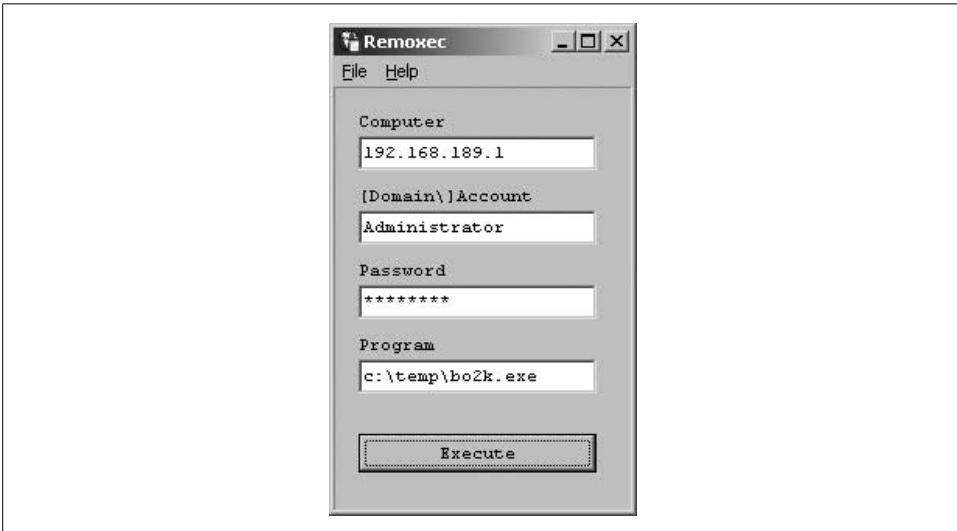 Remoxec
File Help
Computer
192.168.189.1
[Domain\]Account
Administrator
Password
********
Program
c:\temp\bo2k.exe
Execute